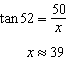 tan 52 = 50/x
x ≈ 39